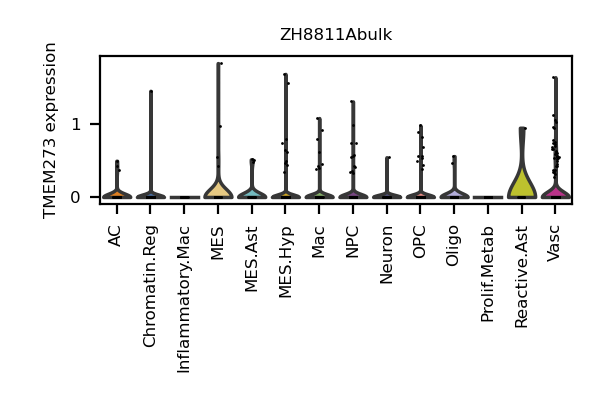 ZH8811Abulk
TMEM273 expression
1
0
AC
Chromatin.Reg
Inflammatory.Mac
MES
MES.Ast
MES.Hyp
Mac
NPC
Neuron
OPC
Oligo
Prolif.Metab
Reactive.Ast
Vasc